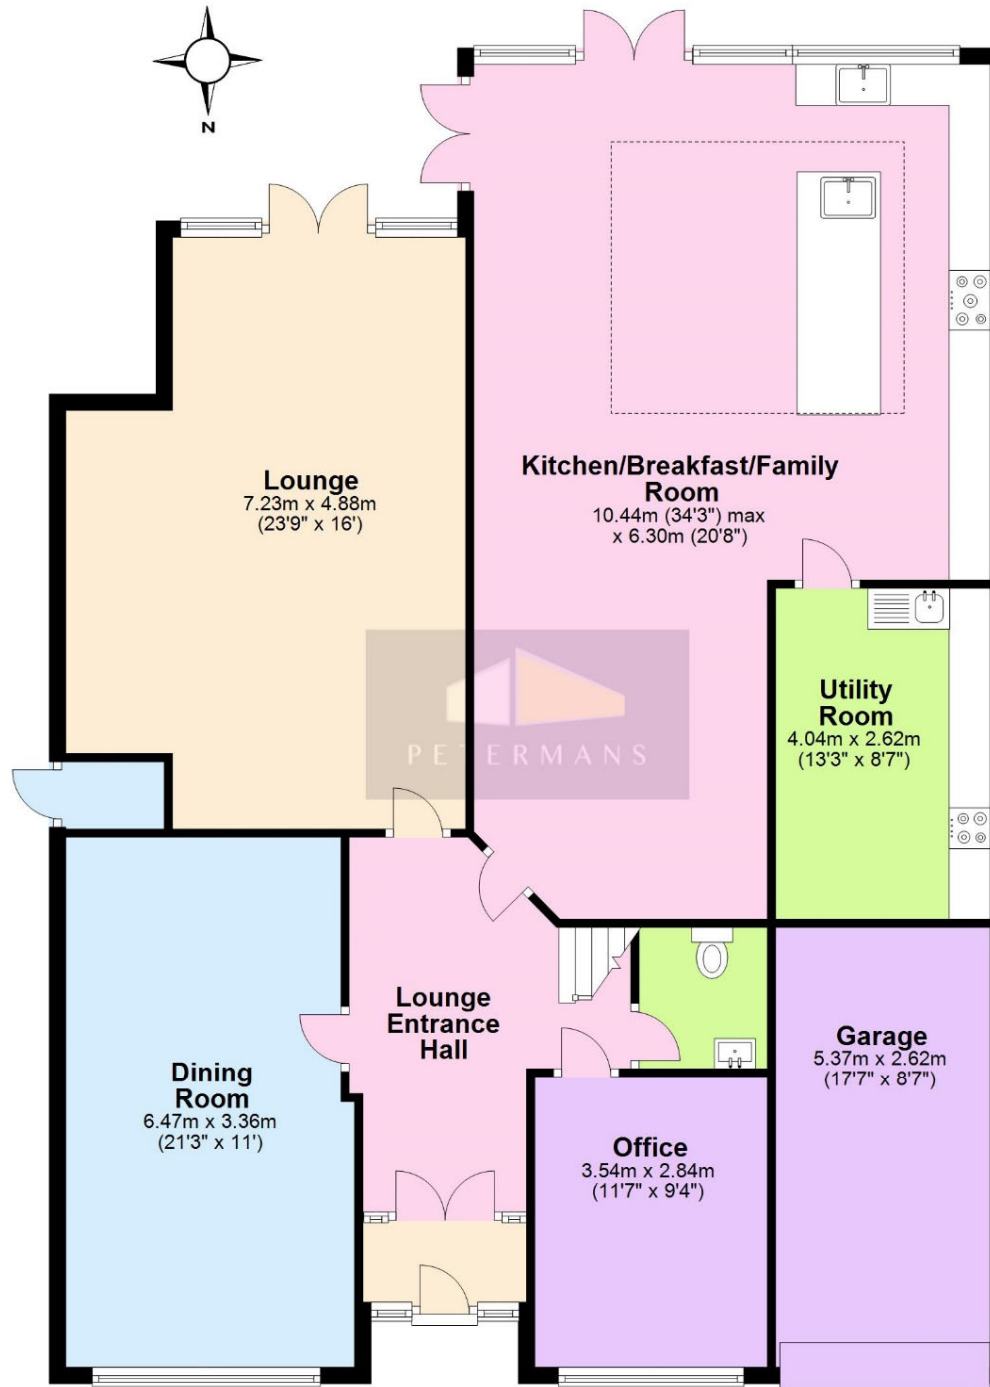 N
Lounge
7.23m x 4.88m
(23'9" x 16')
Kitchen/Breakfast/Family
Room
10.44m (34'3") max
x 6.30m (20'8")
PETERMANS
Utility
Room
4.04m x 2.62m
(13'3" x 8'7")
Lounge
Entrance
Hall
Dining
Room
6.47m x 3.36m
(21'3" x 11')
Office
3.54m x 2.84m
(11'7" x 9'4")
Garage
5.37m x 2.62m
(17'7" x 8'7")